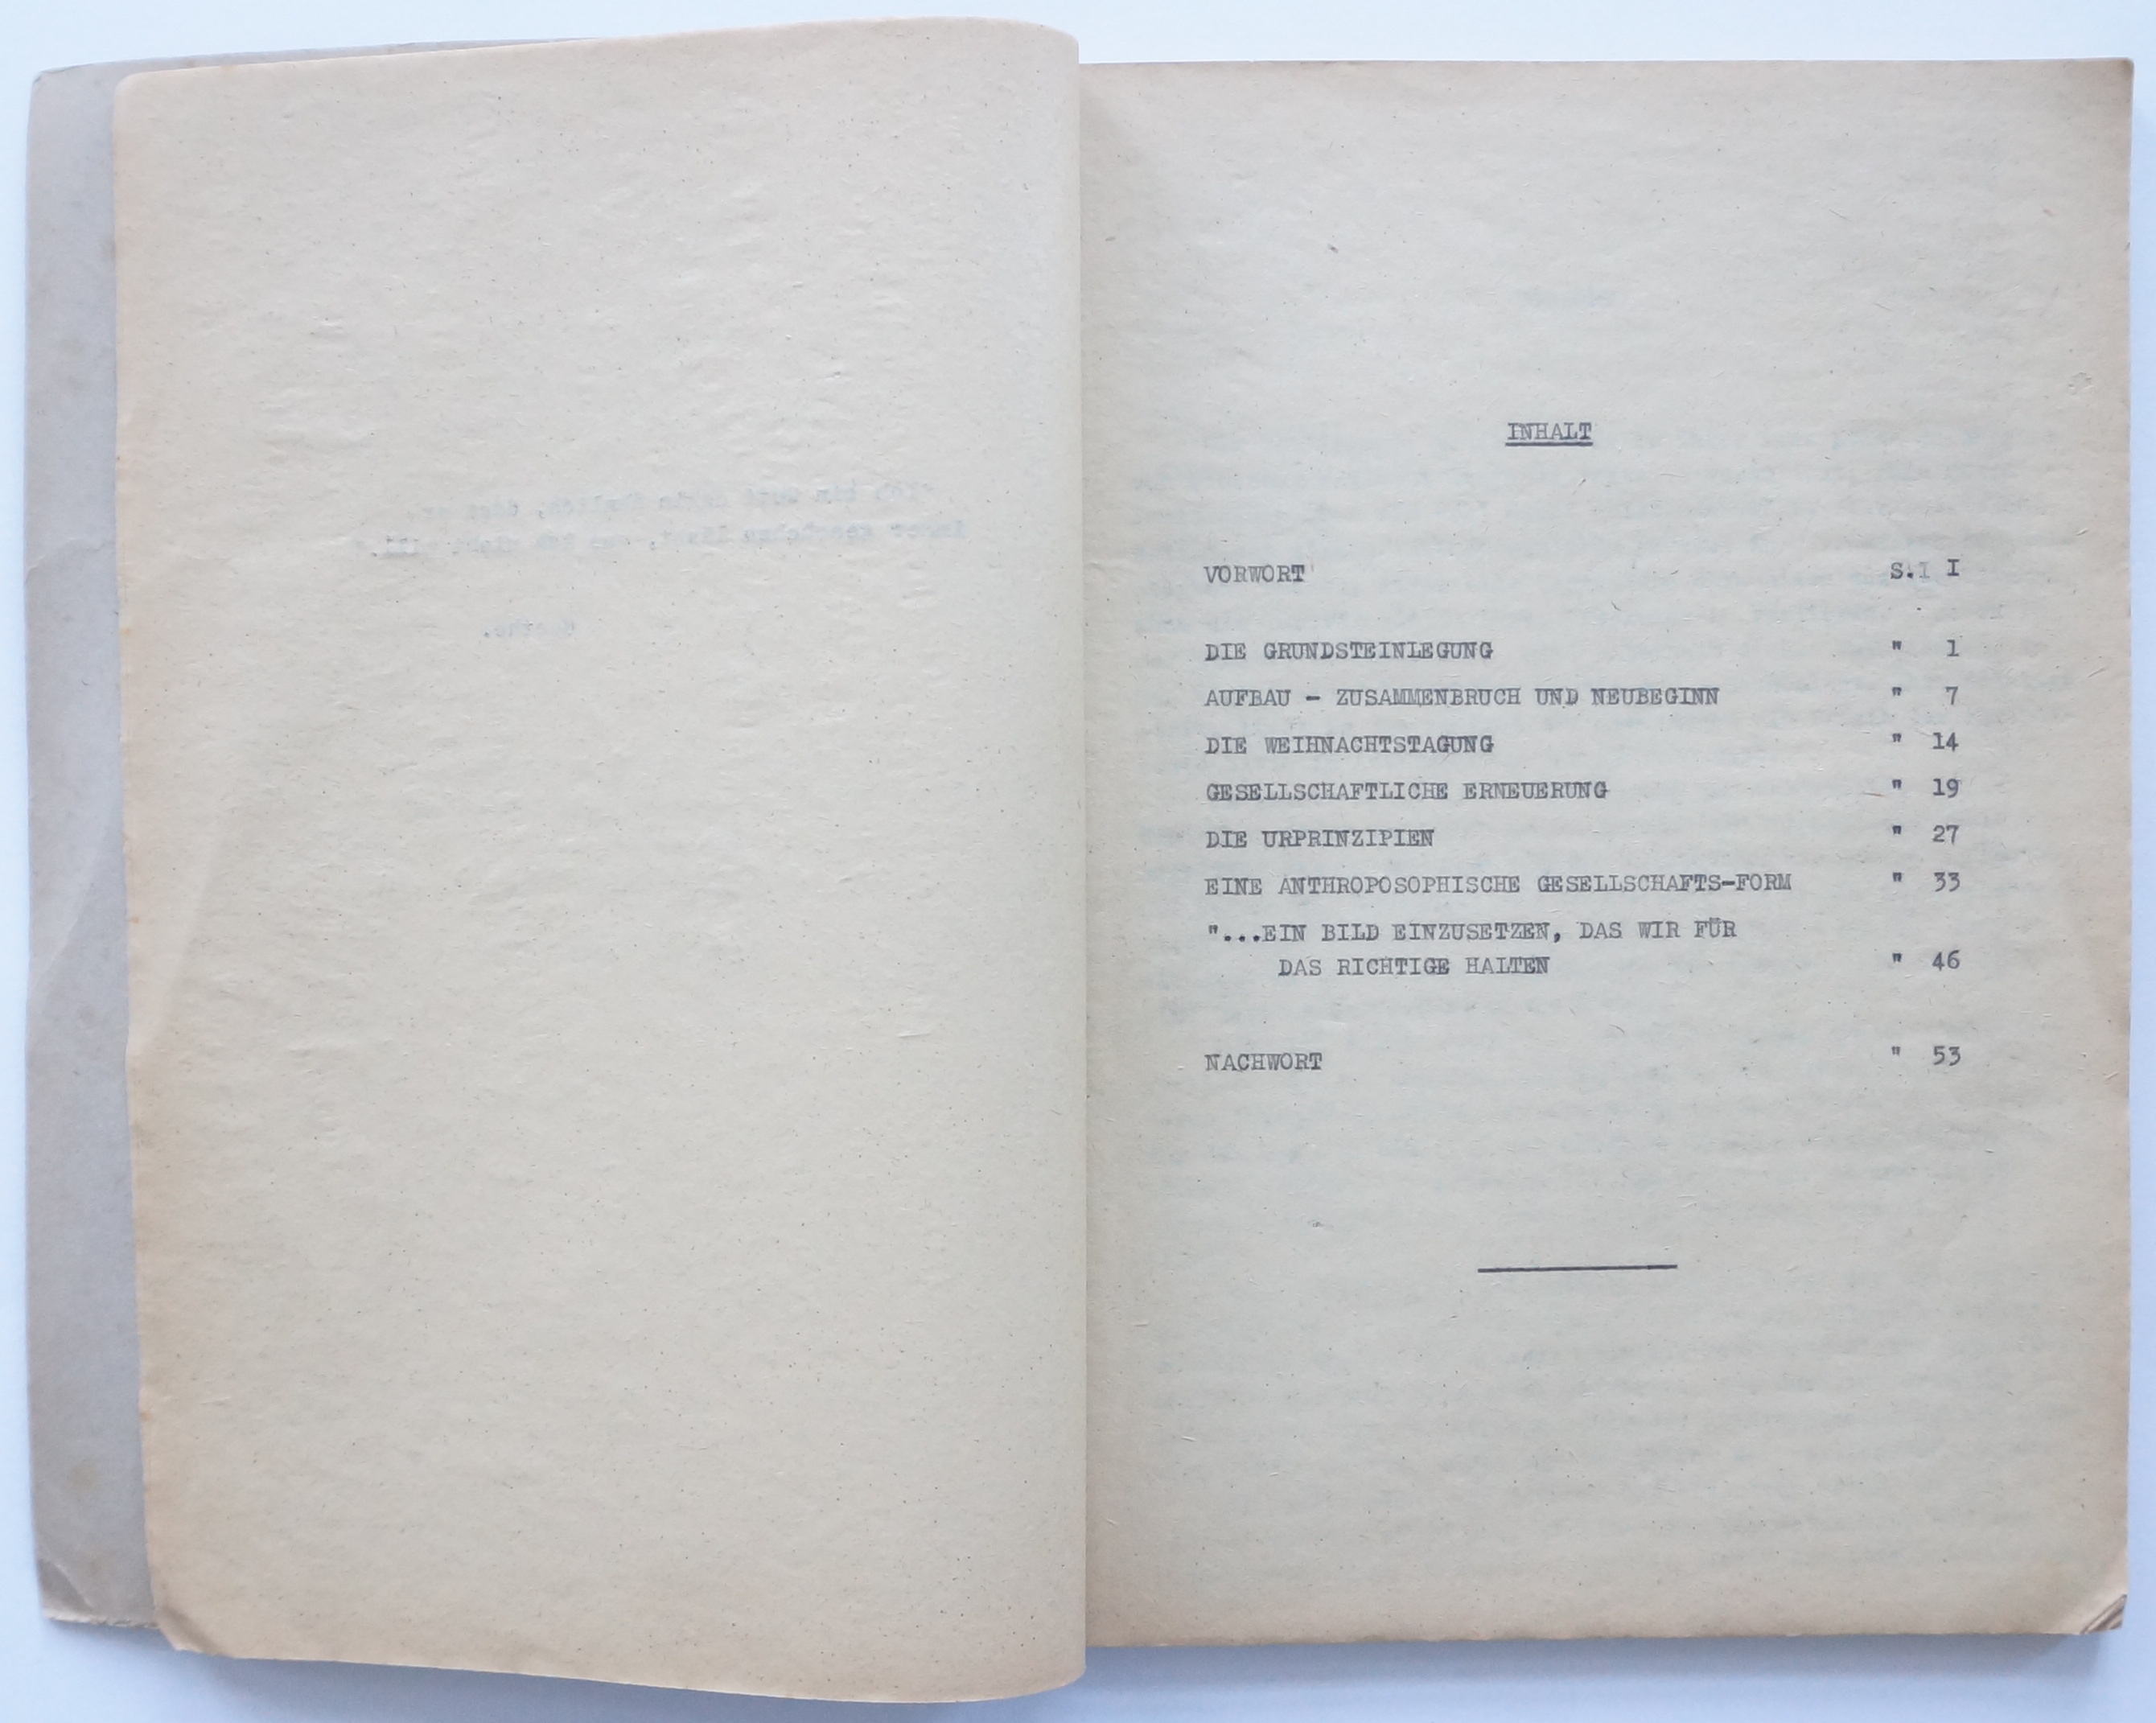 INHALT
VORWORT S. I
DIE GRUNDSTEINLEGUNG " 1
AUFBAU - ZUSAMMENBRUCH UND NEUBEGINN " 7
DIE WEIHNACHTSTAGUNG " 14
GESELLSCHAFTLICHE ERNEUERUNG " 19
DIE URPRINZIPIEN " 27
EINE ANTHROPOSOPHISCHE GESELLSCHAFTS-FORM " 33
"...EIN BILD EINZUSETZEN, DAS WIR FÜR
DAS RICHTIGE HALTEN " 46
NACHWORT " 53